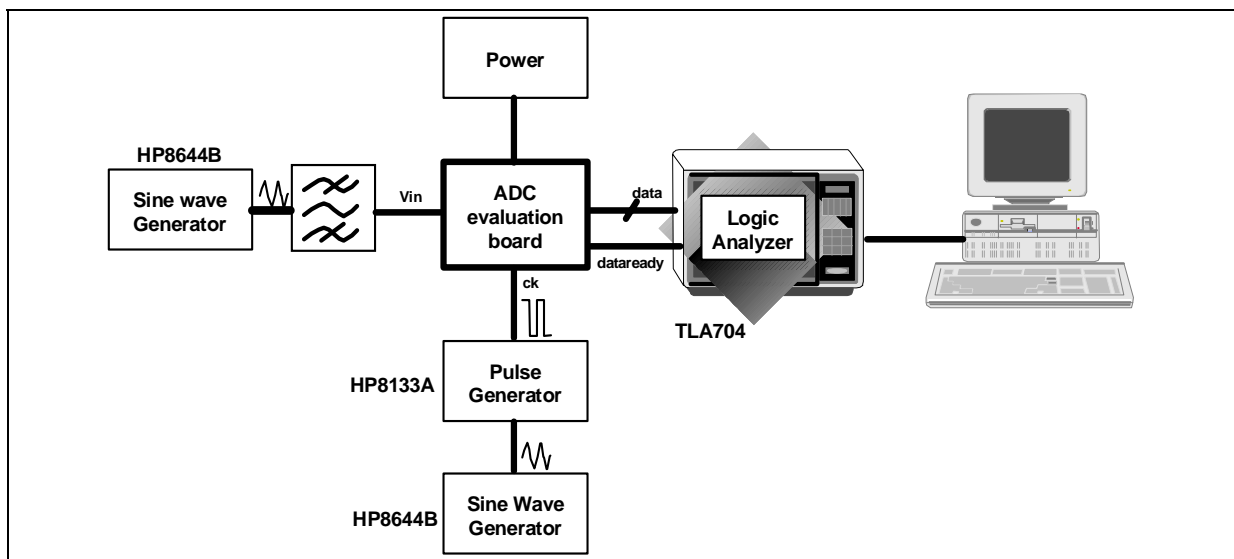 Power
HP8644B
Sine wave
Generator
Vin
ADC
evaluation
board
data
dataready
Logic
Analyzer
TLA704
ck
HP8133A
Pulse
Generator
HP8644B
Sine Wave
Generator